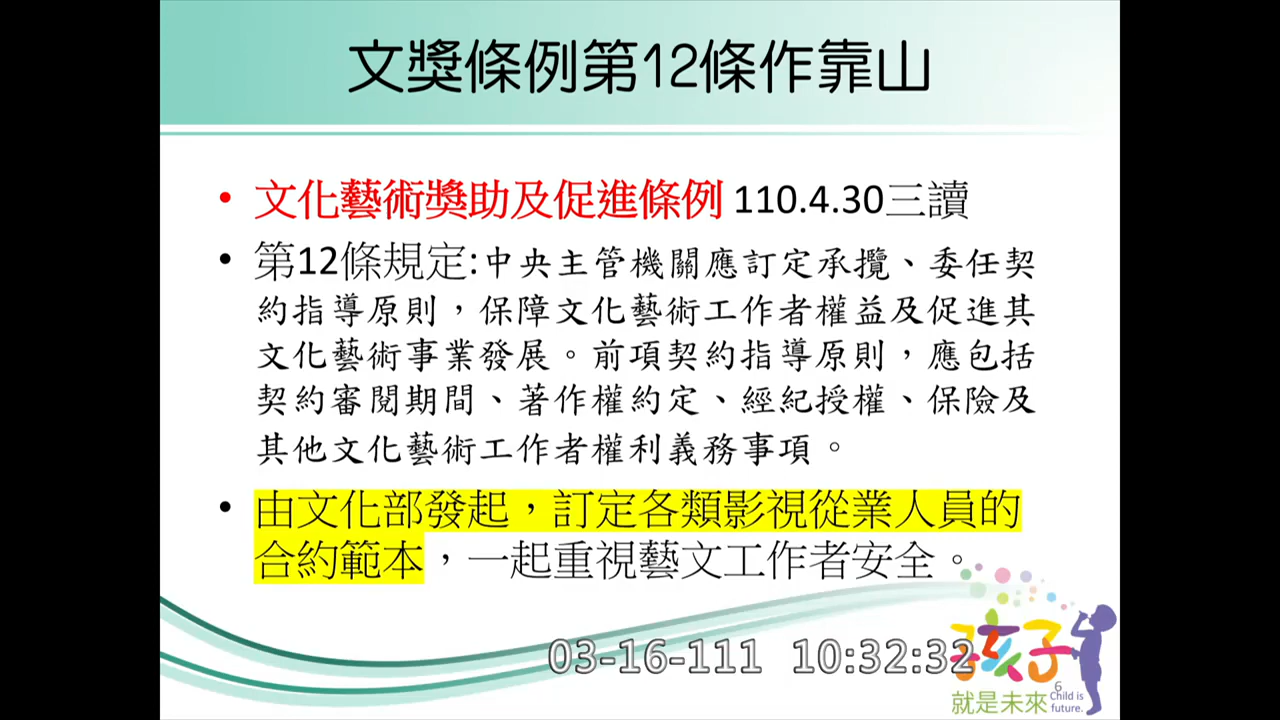 文獎條例第12條作靠山
• 文化藝術獎助及促進條例 110.4.30三讀
• 第12條規定:中央主管機關應訂定承攬、委任契
約指導原則，保障文化藝術工作者權益及促進其
文化藝術事業發展。前項契約指導原則，應包括
契約審閱期間、著作權約定、經紀授權、保險及
其他文化藝術工作者權利義務事項。
• 由文化部發起，訂定各類影視從業人員的
合約範本，一起重視藝文工作者安全。
03-16-111 10:32:32
孩子
6
就是未來 Child is
future.